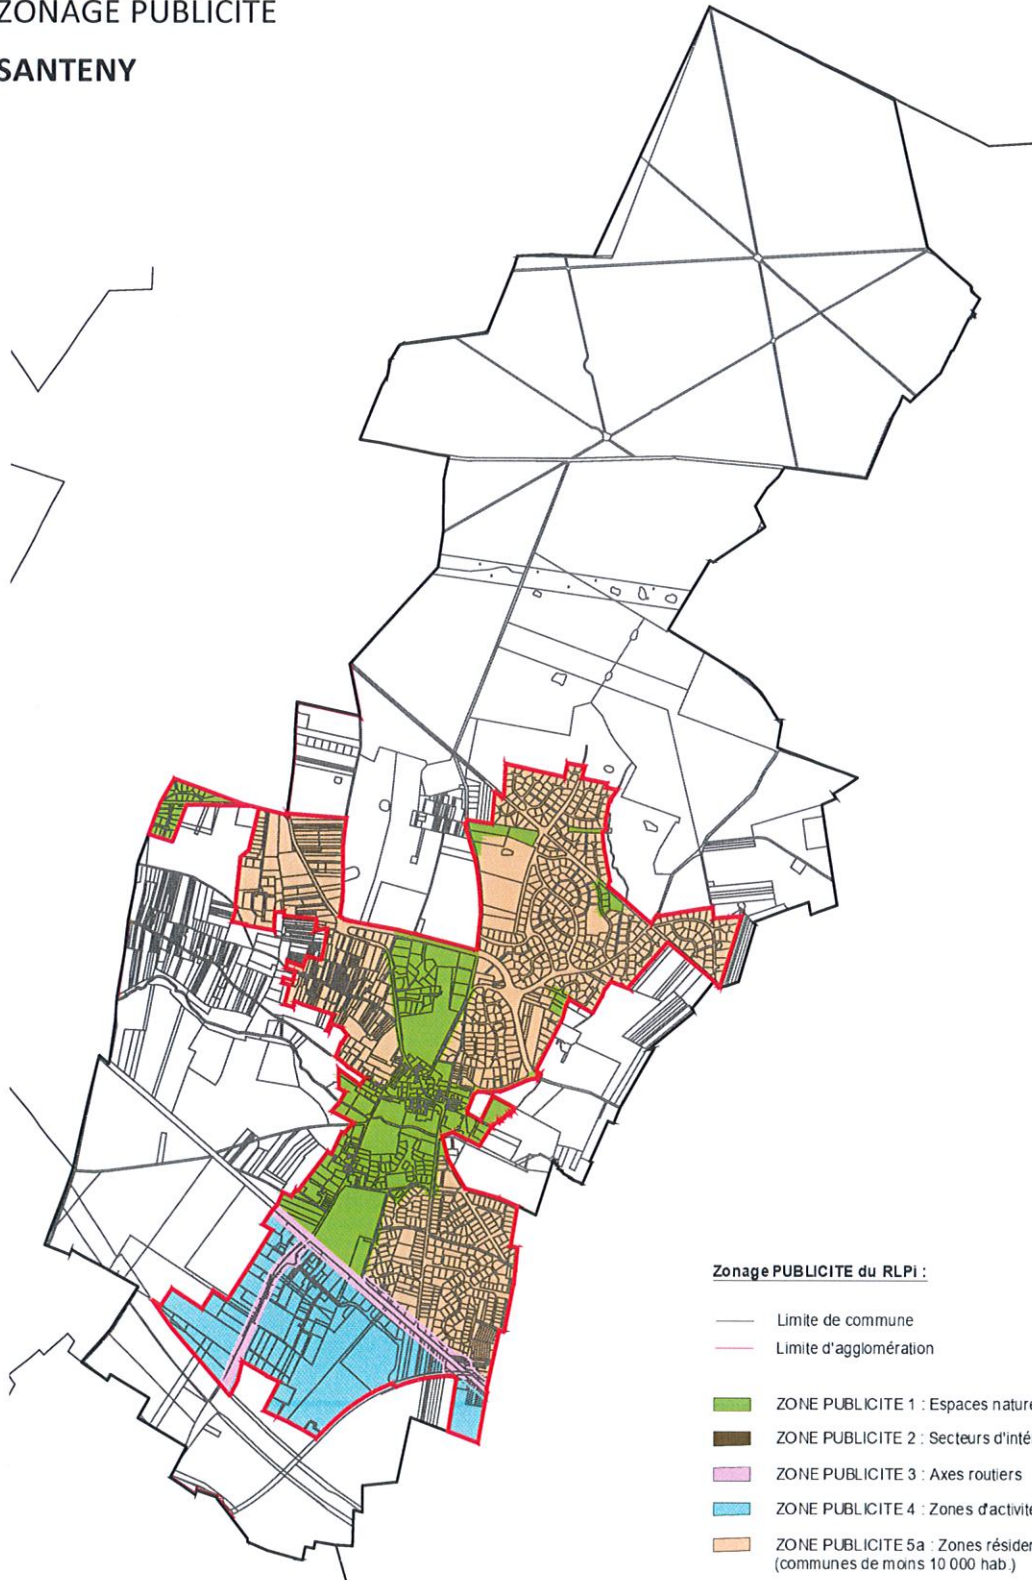 ZONAGE PUBLICITE
SANTENY
Zonage PUBLICITE du RLPi :
Limite de commune
Limite d'agglomération
ZONE PUBLICITE 1 : Espaces nature
ZONE PUBLICITE 2 : Secteurs d'inté
ZONE PUBLICITE 3 : Axes routiers
ZONE PUBLICITE 4 : Zones d'activité
ZONE PUBLICITE 5a : Zones résiden
(communes de moins 10 000 hab.)